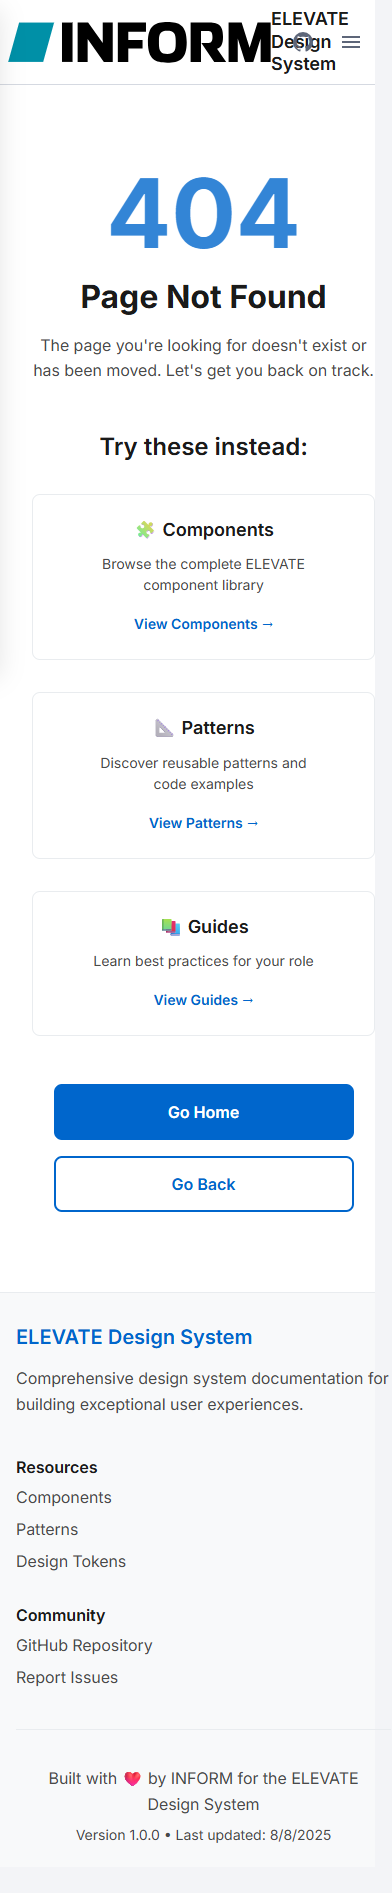 INFORM
ELEVATE
Design
System
404
Page Not Found
The page you're looking for doesn't exist or
has been moved. Let's get you back on track.
Try these instead:
🧩 Components
Browse the complete ELEVATE
component library
View Components →
📐 Patterns
Discover reusable patterns and
code examples
View Patterns →
📚 Guides
Learn best practices for your role
View Guides →
Go Home
Go Back
ELEVATE Design System
Comprehensive design system documentation for
building exceptional user experiences.
Resources
Components
Patterns
Design Tokens
Community
GitHub Repository
Report Issues
Built with ❤️ by INFORM for the ELEVATE
Design System
Version 1.0.0 • Last updated: 8/8/2025